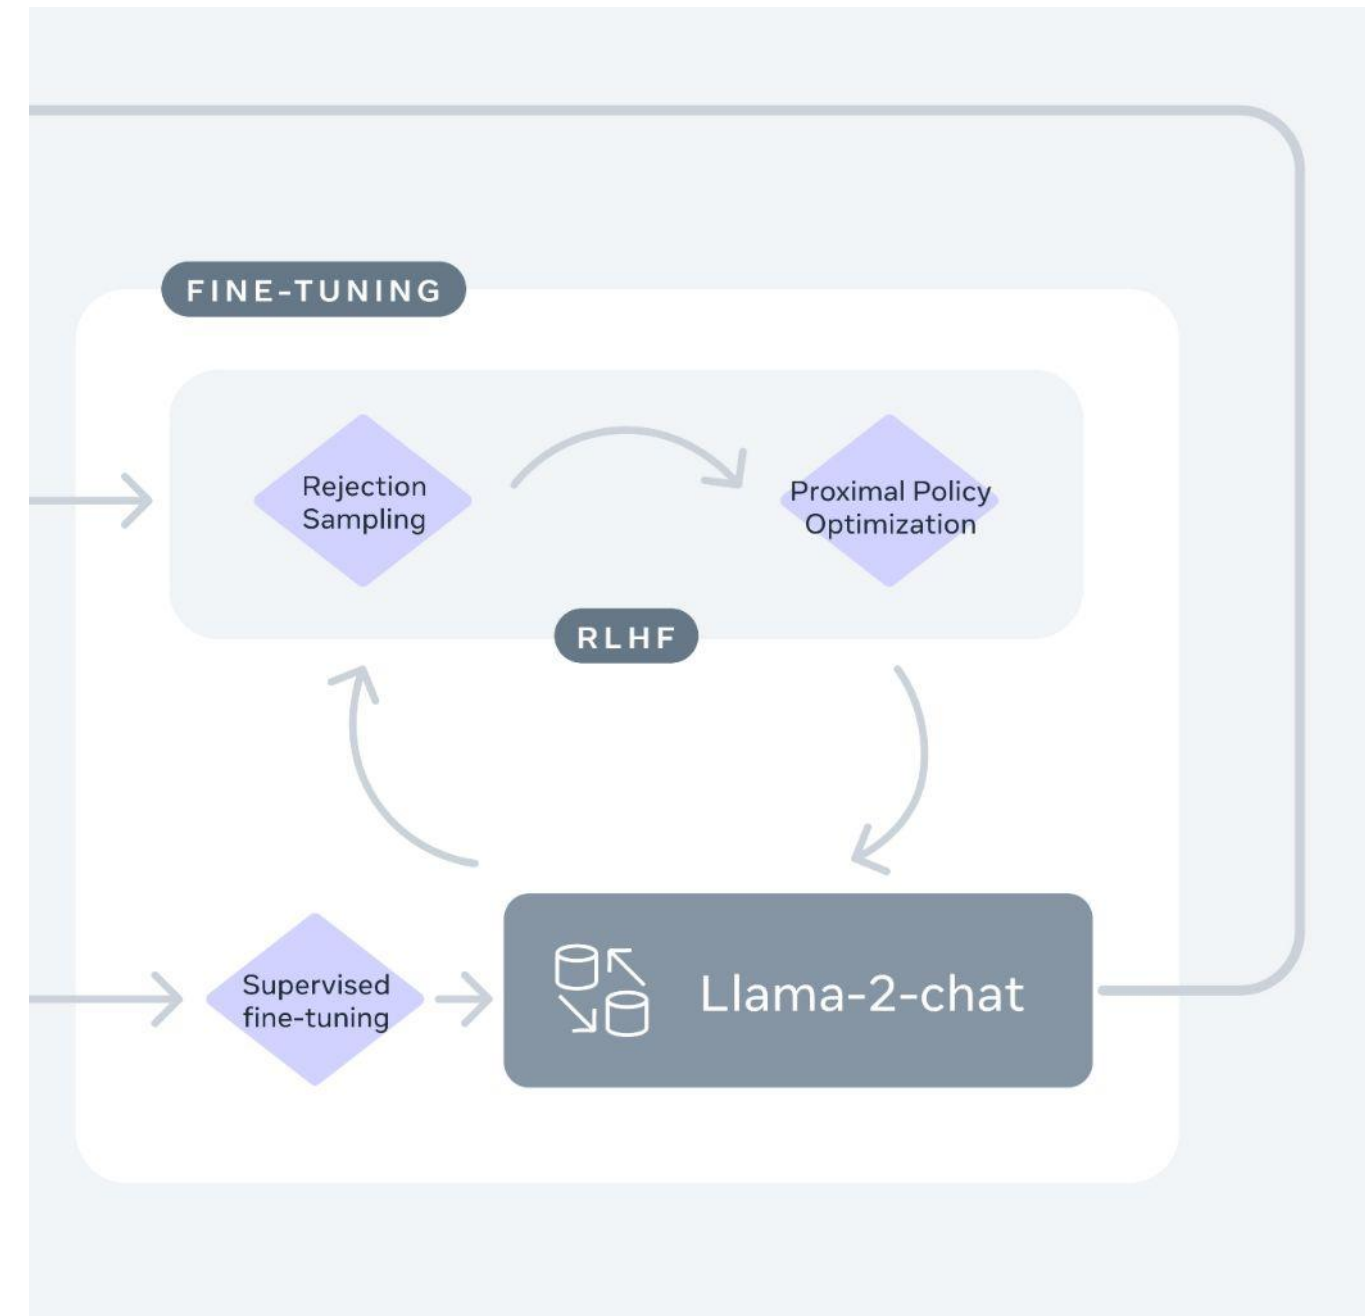 FINE-TUNING
Rejection
Sampling
Proximal Policy
Optimization
RLHF
Supervised
fine-tuning
Llama-2-chat